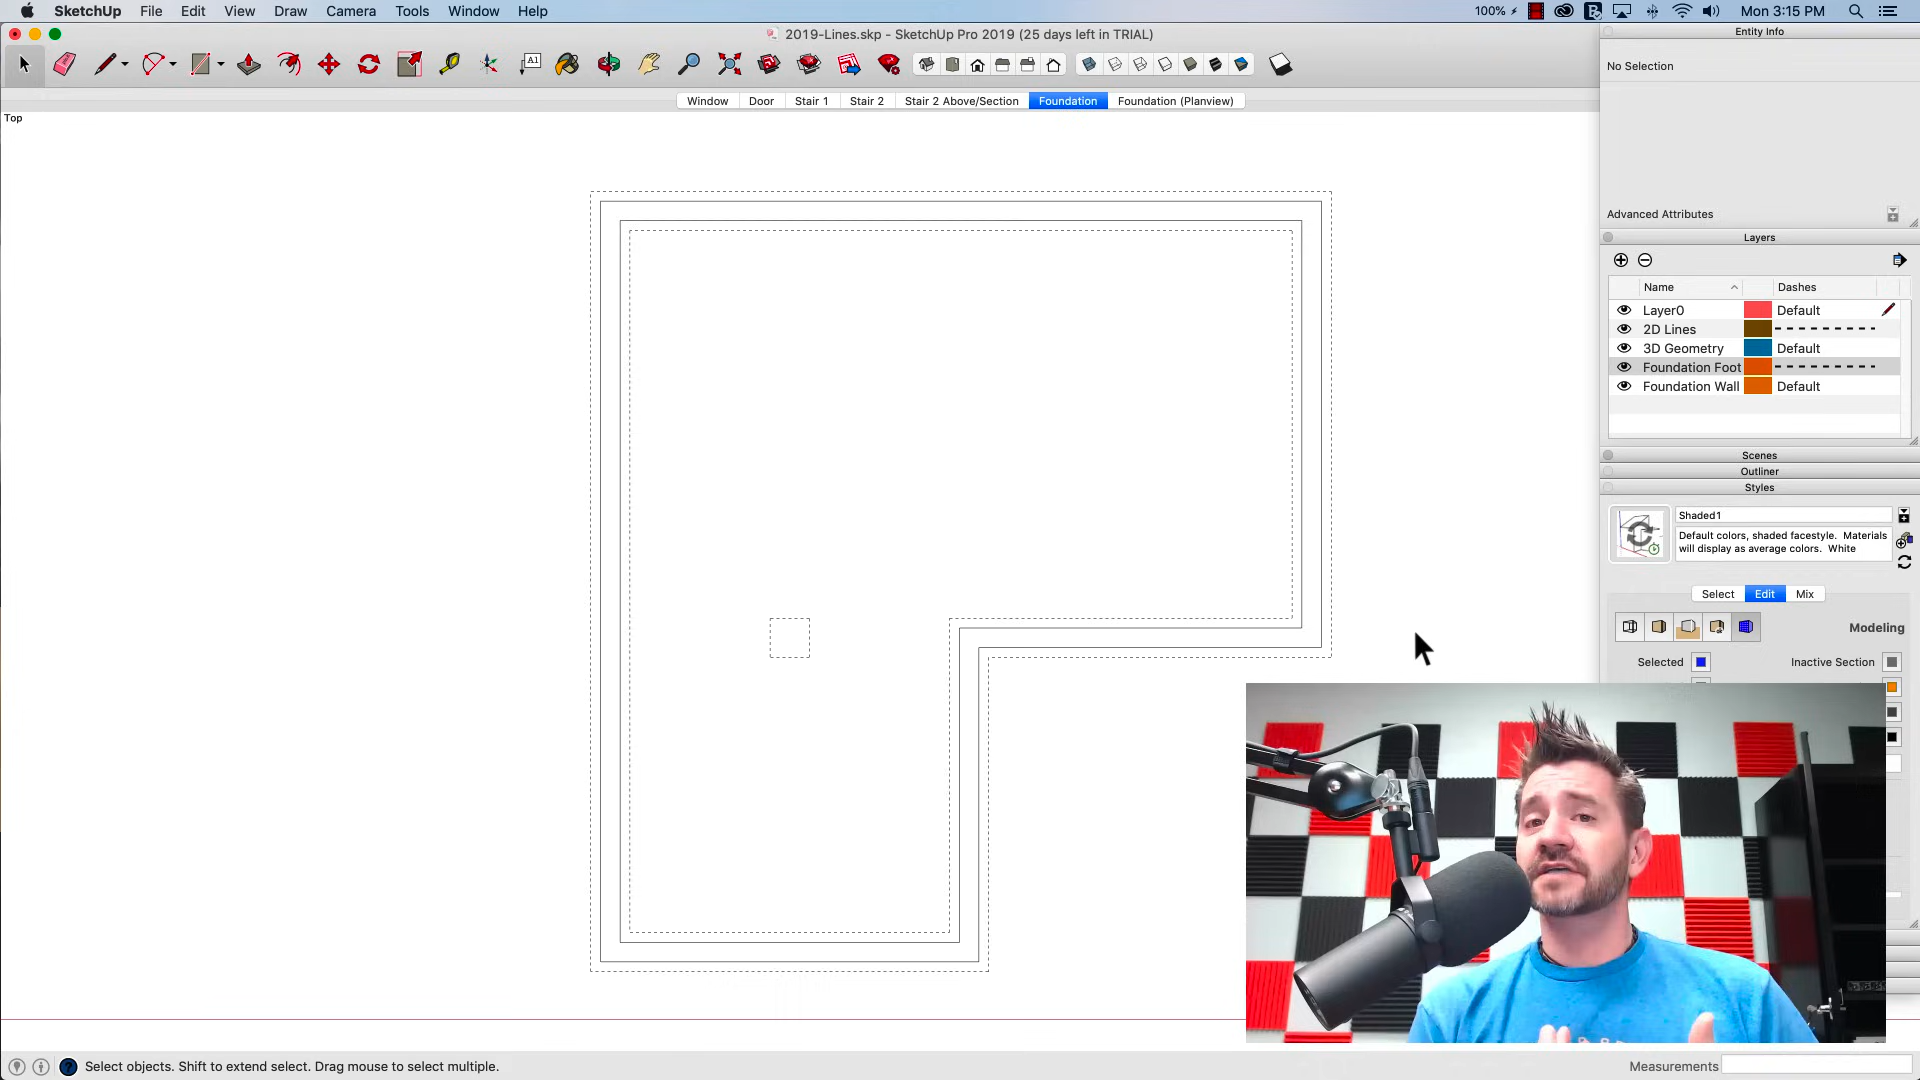 SketchUp File Edit View Draw Camera Tools Window Help
100% Mon 3:15 PM
2019-Lines.skp - SketchUp Pro 2019 (25 days left in TRIAL)
A1
Window Door Stair 1 Stair 2 Stair 2 Above/Section Foundation Foundation (Planview)
Top
Entity Info
No Selection
Advanced Attributes
Layers
Name Dashes
Layer0 Default
2D Lines
3D Geometry Default
Foundation Foot
Foundation Wall Default
Scenes
Outliner
Styles
Shaded1
Default colors, shaded facestyle. Materials
will display as average colors. White
Select Edit Mix
Modeling
Selected Inactive Section
Select objects. Shift to extend select. Drag mouse to select multiple.
Measurements